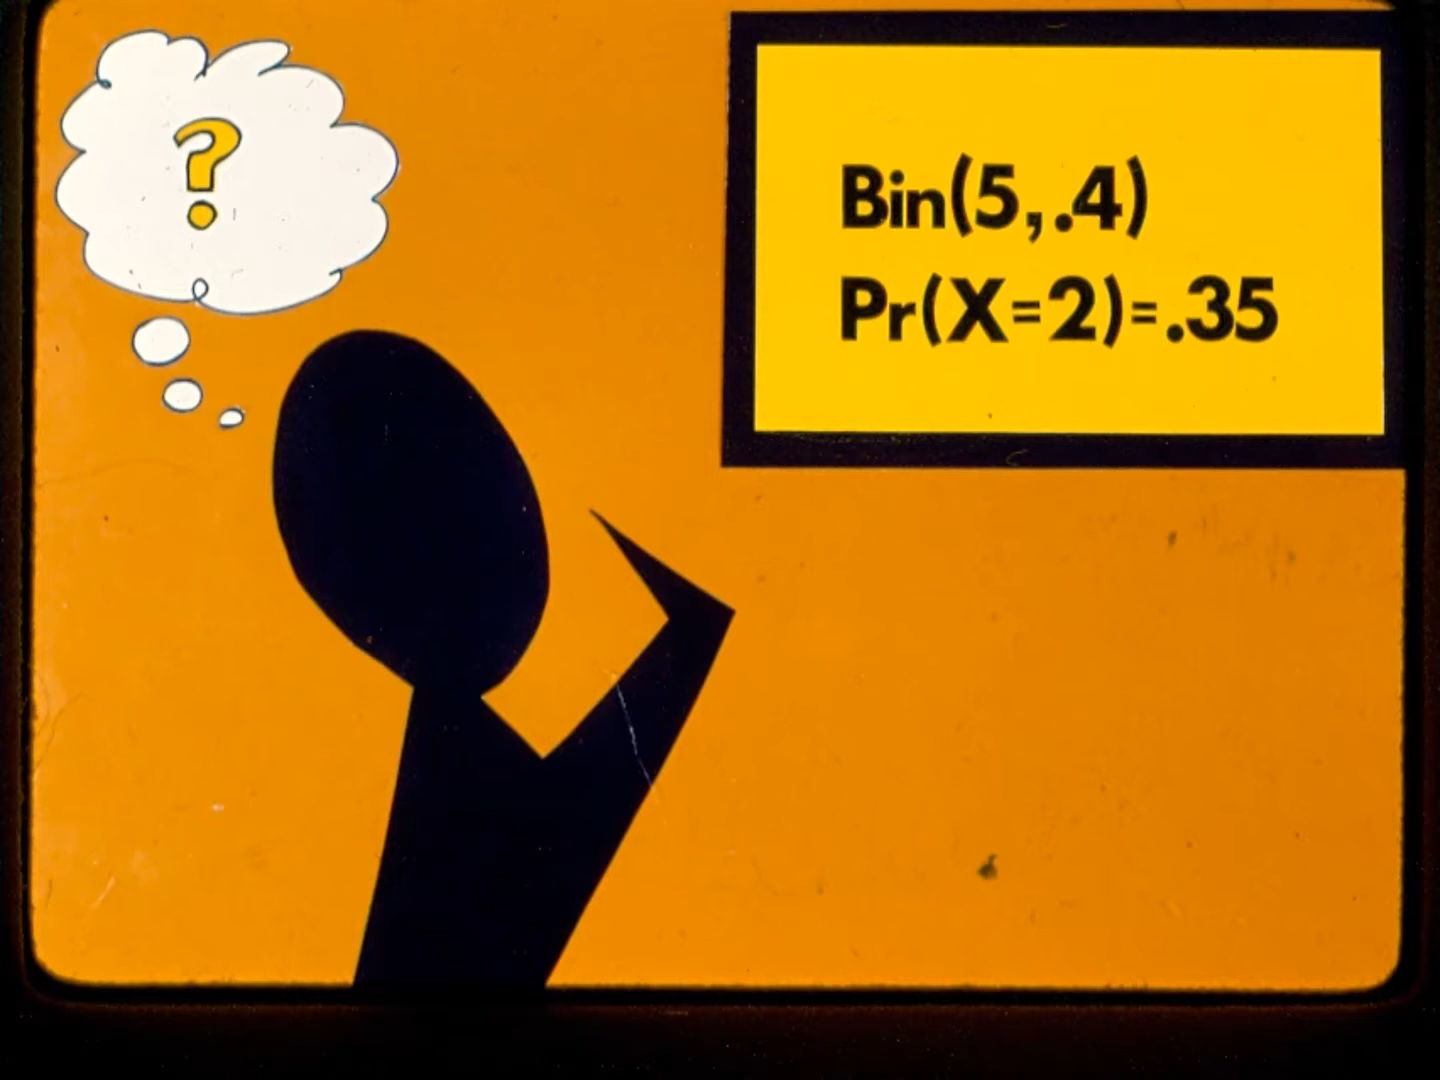 ?
Bin(5, .4)
Pr(X=2)=.35